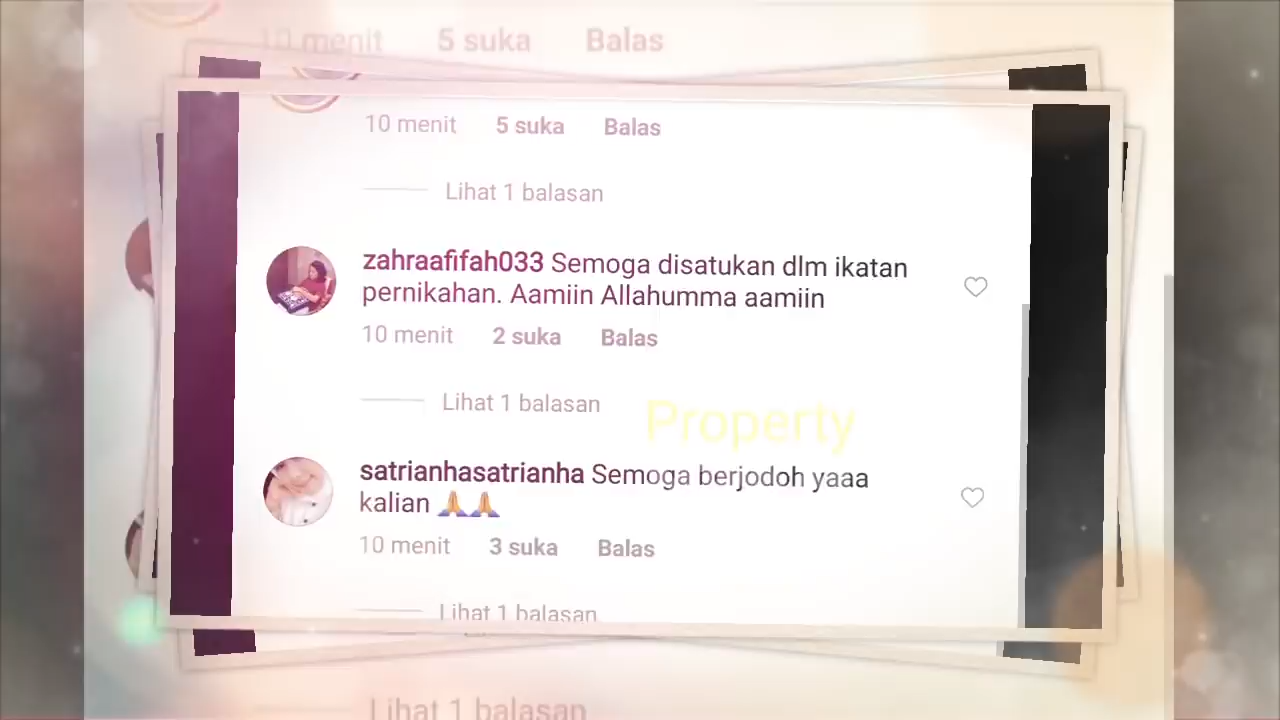 10 menit 5 suka Balas
10 menit 5 suka Balas
Lihat 1 balasan
zahraafifah033 Semoga disatukan dlm ikatan
pernikahan. Aamiin Allahumma aamiin
10 menit 2 suka Balas
Lihat 1 balasan
Property
satrianhasatrianha Semoga berjodoh yaaa
kalian 🙏🙏
10 menit 3 suka Balas
Lihat 1 balasan
Lihat 1 balasan